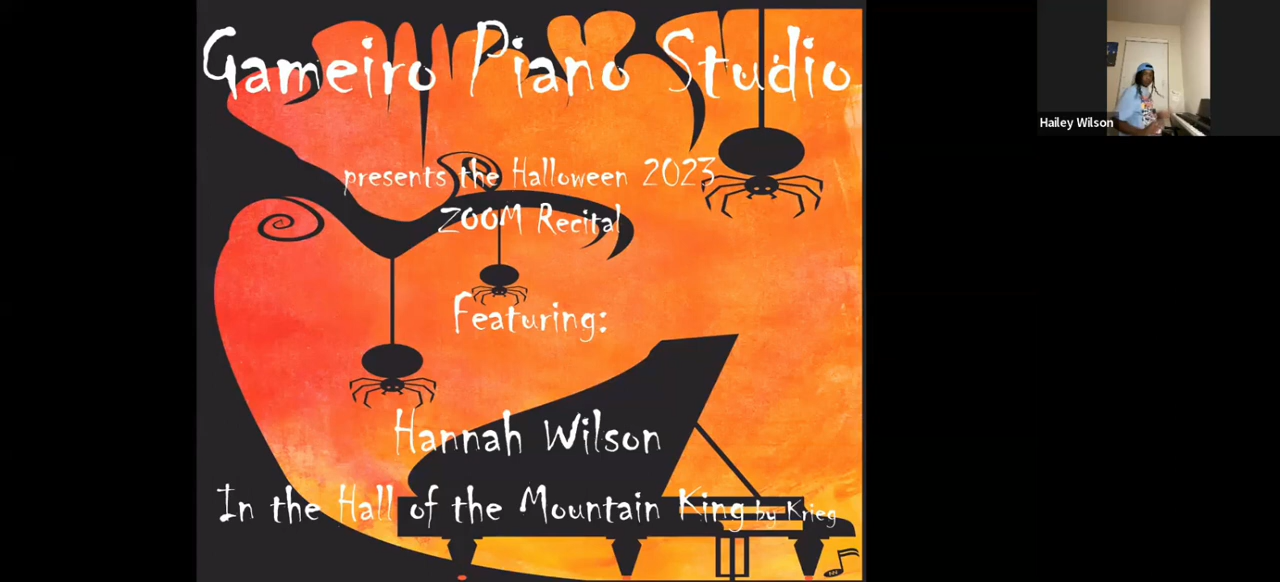 Gameiro Piano Studio
presents the Halloween 2023
ZOOM Recital
Featuring:
Hannah Wilson
In the Hall of the Mountain King by Krieg
Hailey Wilson